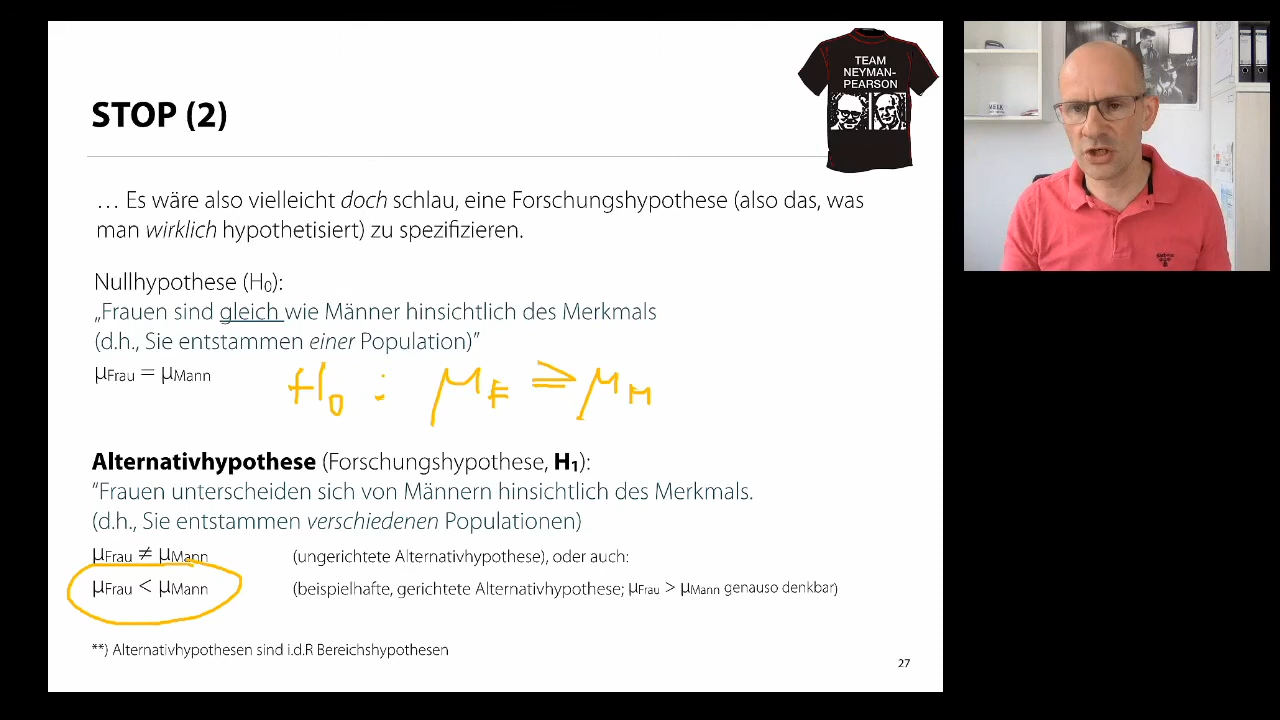 TEAM
NEYMAN-
PEARSON
STOP (2)
… Es wäre also vielleicht doch schlau, eine Forschungshypothese (also das, was
man wirklich hypothetisiert) zu spezifizieren.
Nullhypothese (H₀):
„Frauen sind gleich wie Männer hinsichtlich des Merkmals
(d.h., Sie entstammen einer Population)”
μFrau = μMann
H₀ : μF ≥ μM
Alternativhypothese (Forschungshypothese, H₁):
“Frauen unterscheiden sich von Männern hinsichtlich des Merkmals.
(d.h., Sie entstammen verschiedenen Populationen)
μFrau ≠ μMann (ungerichtete Alternativhypothese), oder auch:
μFrau < μMann (beispielhafte, gerichtete Alternativhypothese; μFrau > μMann genauso denkbar)
**) Alternativhypothesen sind i.d.R Bereichshypothesen
27